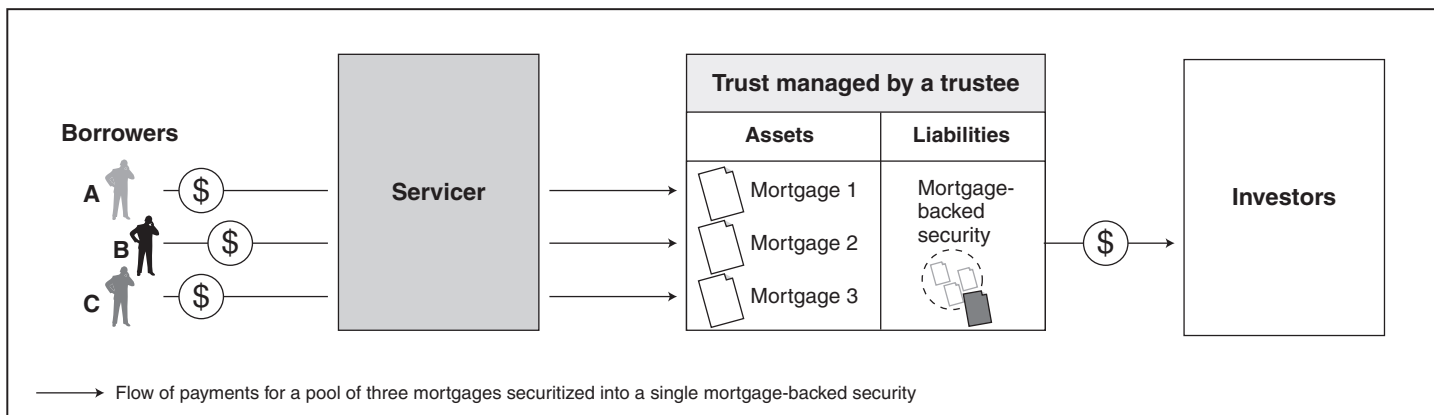 Borrowers
A
$
B
$
C
$
Servicer
Trust managed by a trustee
Assets
Liabilities
Mortgage 1
Mortgage 2
Mortgage 3
Mortgage-
backed
security
$
Investors
Flow of payments for a pool of three mortgages securitized into a single mortgage-backed security